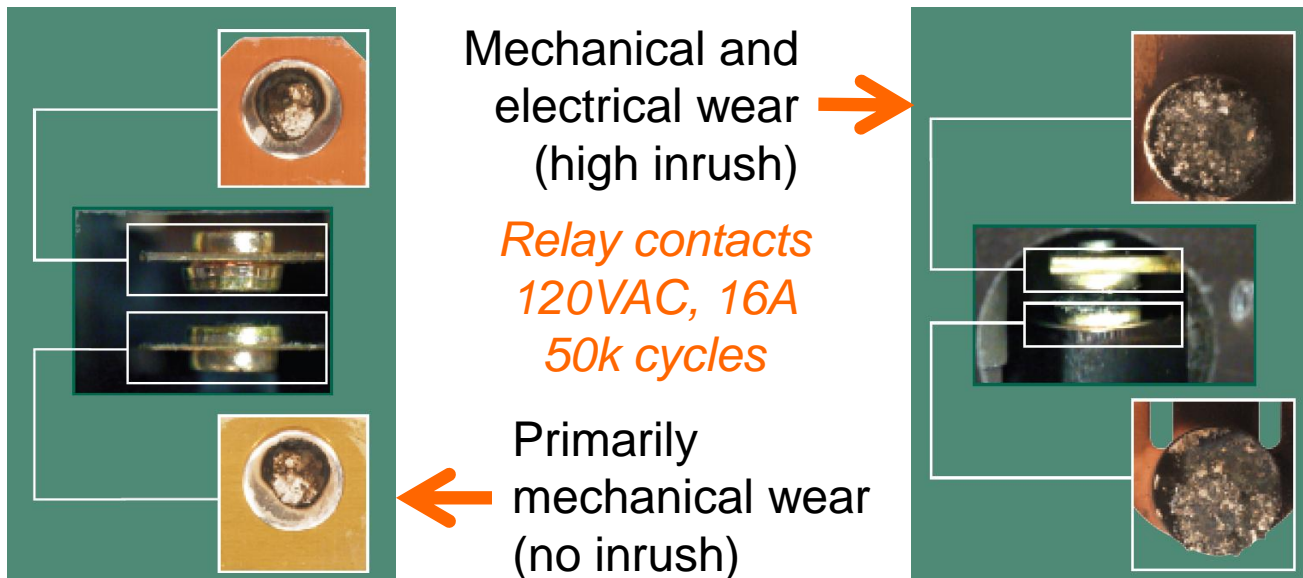 Mechanical and
electrical wear
(high inrush)
Relay contacts
120VAC, 16A
50k cycles
Primarily
mechanical wear
(no inrush)